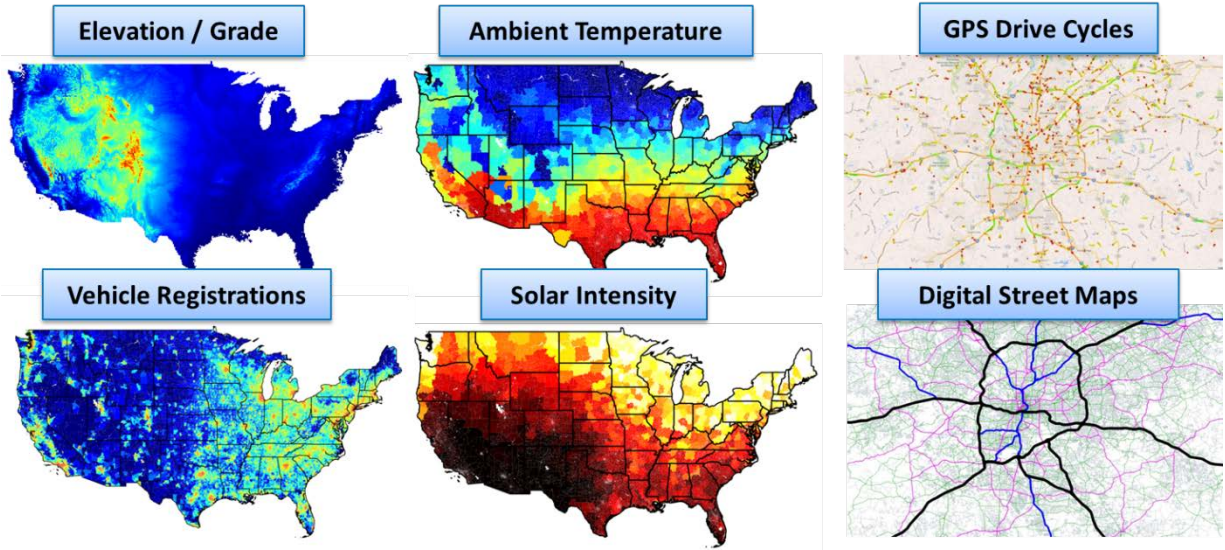 Elevation / Grade
Ambient Temperature
GPS Drive Cycles
Vehicle Registrations
Solar Intensity
Digital Street Maps